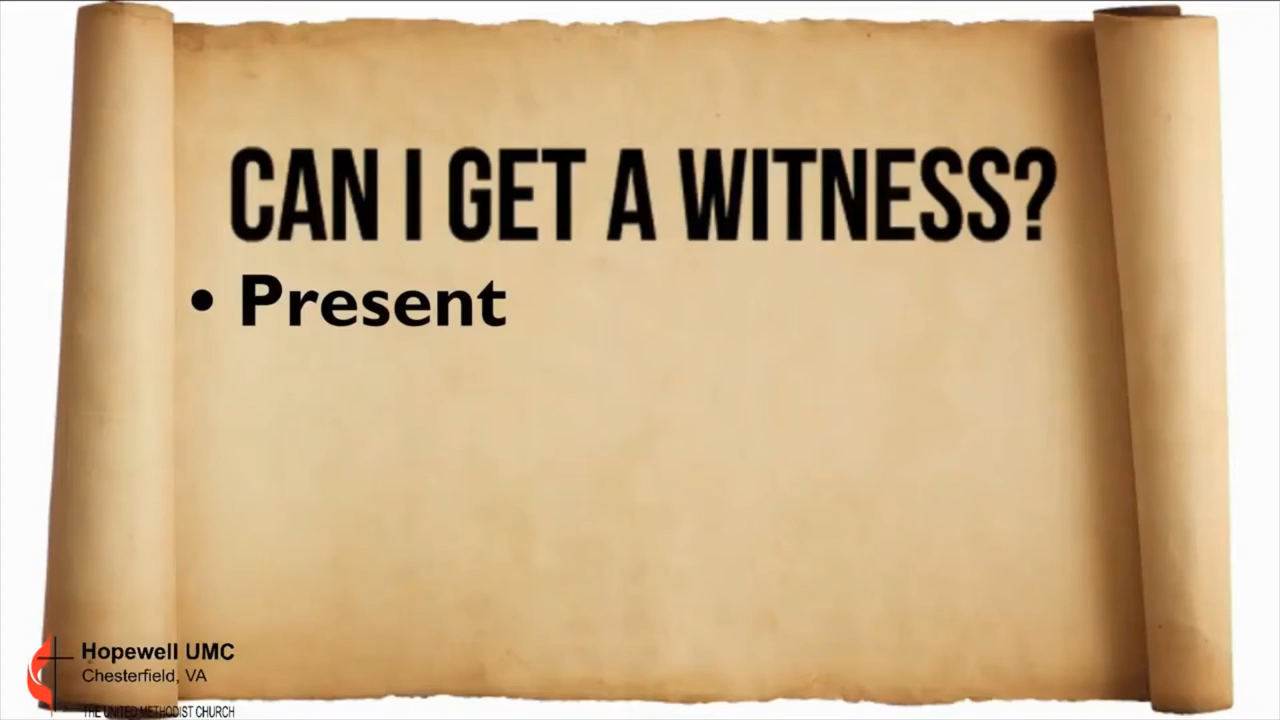 CAN I GET A WITNESS?
• Present
Hopewell UMC
Chesterfield, VA
THE UNITED METHODIST CHURCH